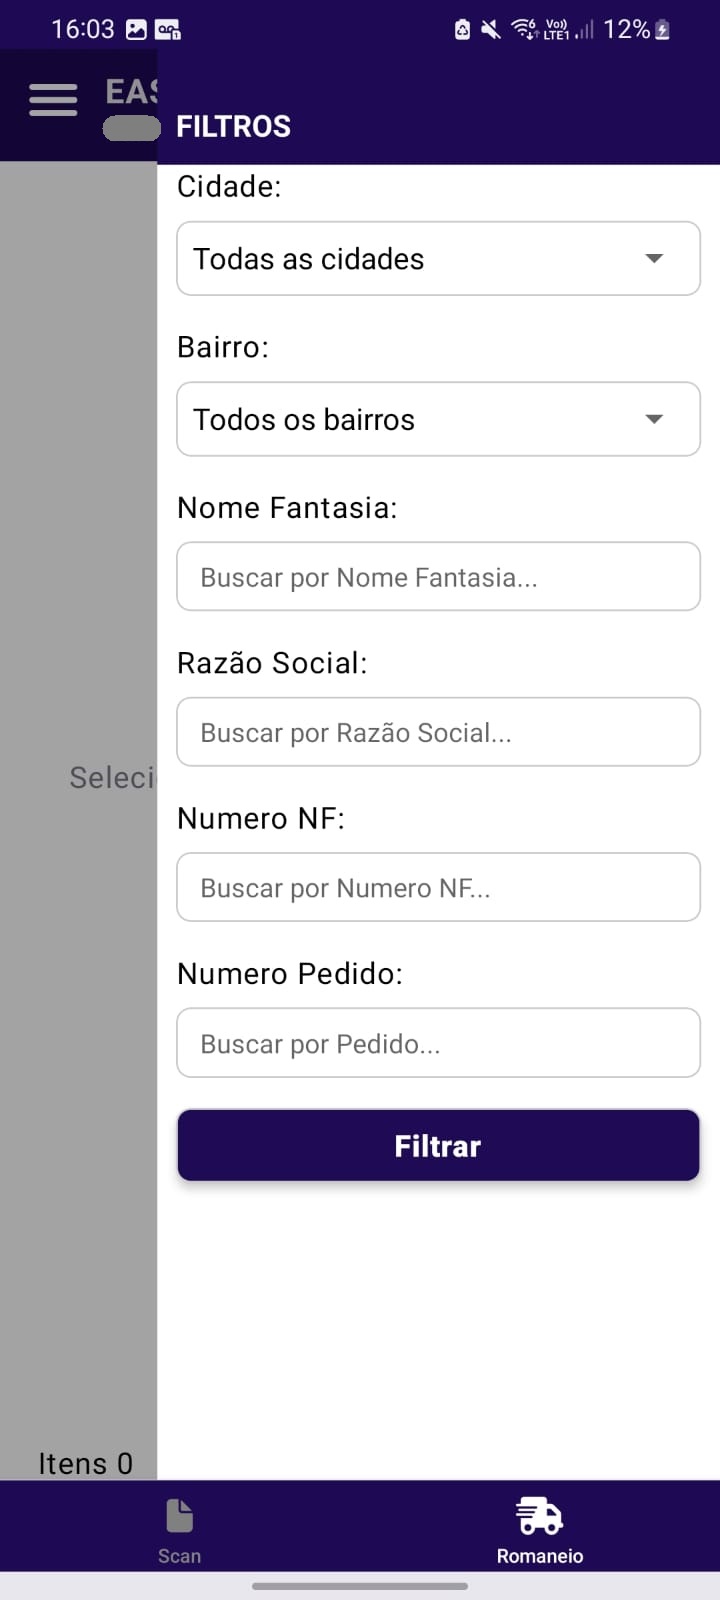 16:03 12%
Vo)) LTE1
EAS
FILTROS
Cidade:
Todas as cidades
Bairro:
Todos os bairros
Nome Fantasia:
Buscar por Nome Fantasia...
Razão Social:
Buscar por Razão Social...
Seleci
Numero NF:
Buscar por Numero NF...
Numero Pedido:
Buscar por Pedido...
Filtrar
Itens 0
Scan
Romaneio